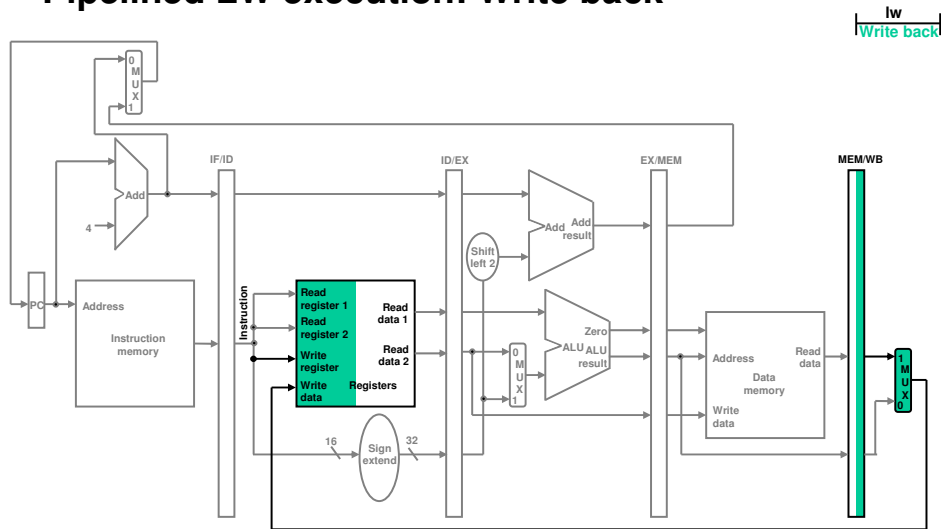 Pipelined LW execution: Write back
lw
Write back
0
M
U
X
1
IF/ID
ID/EX
EX/MEM
MEM/WB
Add
4
Add
Add
result
Shift
left 2
PC
Address
Instruction
memory
Instruction
Read
register 1
Read
register 2
Write
register
Write
data
Registers
Read
data 1
Read
data 2
0
M
U
X
1
Zero
ALU
ALU
result
Address
Read
data
Data
memory
Write
data
1
M
U
X
0
16
Sign
extend
32